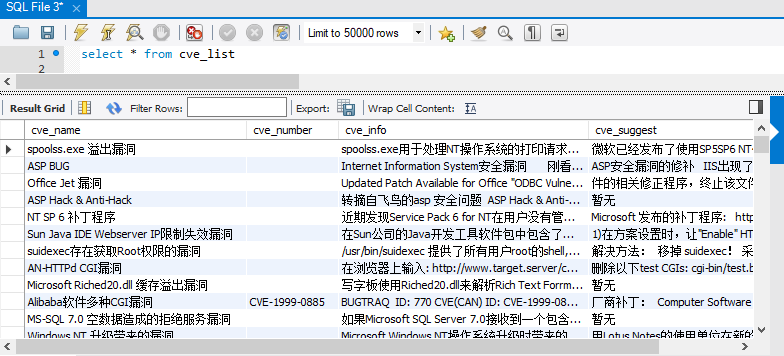 SQL File 3*
Limit to 50000 rows
1 select * from cve_list
2
Result Grid Filter Rows: Export: Wrap Cell Content:
cve_name cve_number cve_info cve_suggest
spoolss.exe 溢出漏洞 spoolss.exe用于处理NT操作系统的打印请求... 微软已经发布了使用SP5SP6 NT-
ASP BUG Internet Information System安全漏洞 刚看... ASP安全漏洞的修补 IIS出现了
Office Jet 漏洞 Updated Patch Available for Office "ODBC Vulne... 件的相关修正程序，终止该文件
ASP Hack & Anti-Hack 转摘自飞鸟的asp 安全问题 ASP Hack & Anti-... 暂无
NT SP 6 补丁程序 近期发现Service Pack 6 for NT在用户没有管... Microsoft 发布的补丁程序: http
Sun Java IDE Webserver IP限制失效漏洞 在Sun公司的Java开发工具软件包中包含了... 1)在方案设置时，让"Enable" HT
suidexec存在获取Root权限的漏洞 /usr/bin/suidexec 提供了所有用户root的shell,... 解决方法： 移掉 suidexec！ 采
AN-HTTPd CGI漏洞 在浏览器上输入: http://www.target.server/c... 删除以下test CGIs: cgi-bin/test.b
Microsoft Riched20.dll 缓存溢出漏洞 写字板使用Riched20.dll来解析Rich Text Form... 暂无
Alibaba软件多种CGI漏洞 CVE-1999-0885 BUGTRAQ ID: 770 CVE(CAN) ID: CVE-1999-08... 厂商补丁： Computer Software
MS-SQL 7.0 空数据造成的拒绝服务漏洞 如果Microsoft SQL Server 7.0接收到一个包含... 暂无
Windows NT 升级带来的漏洞 Microsoft Windows NT操作系统升级时带来的... 用Lotus Notes的使用单位在新的